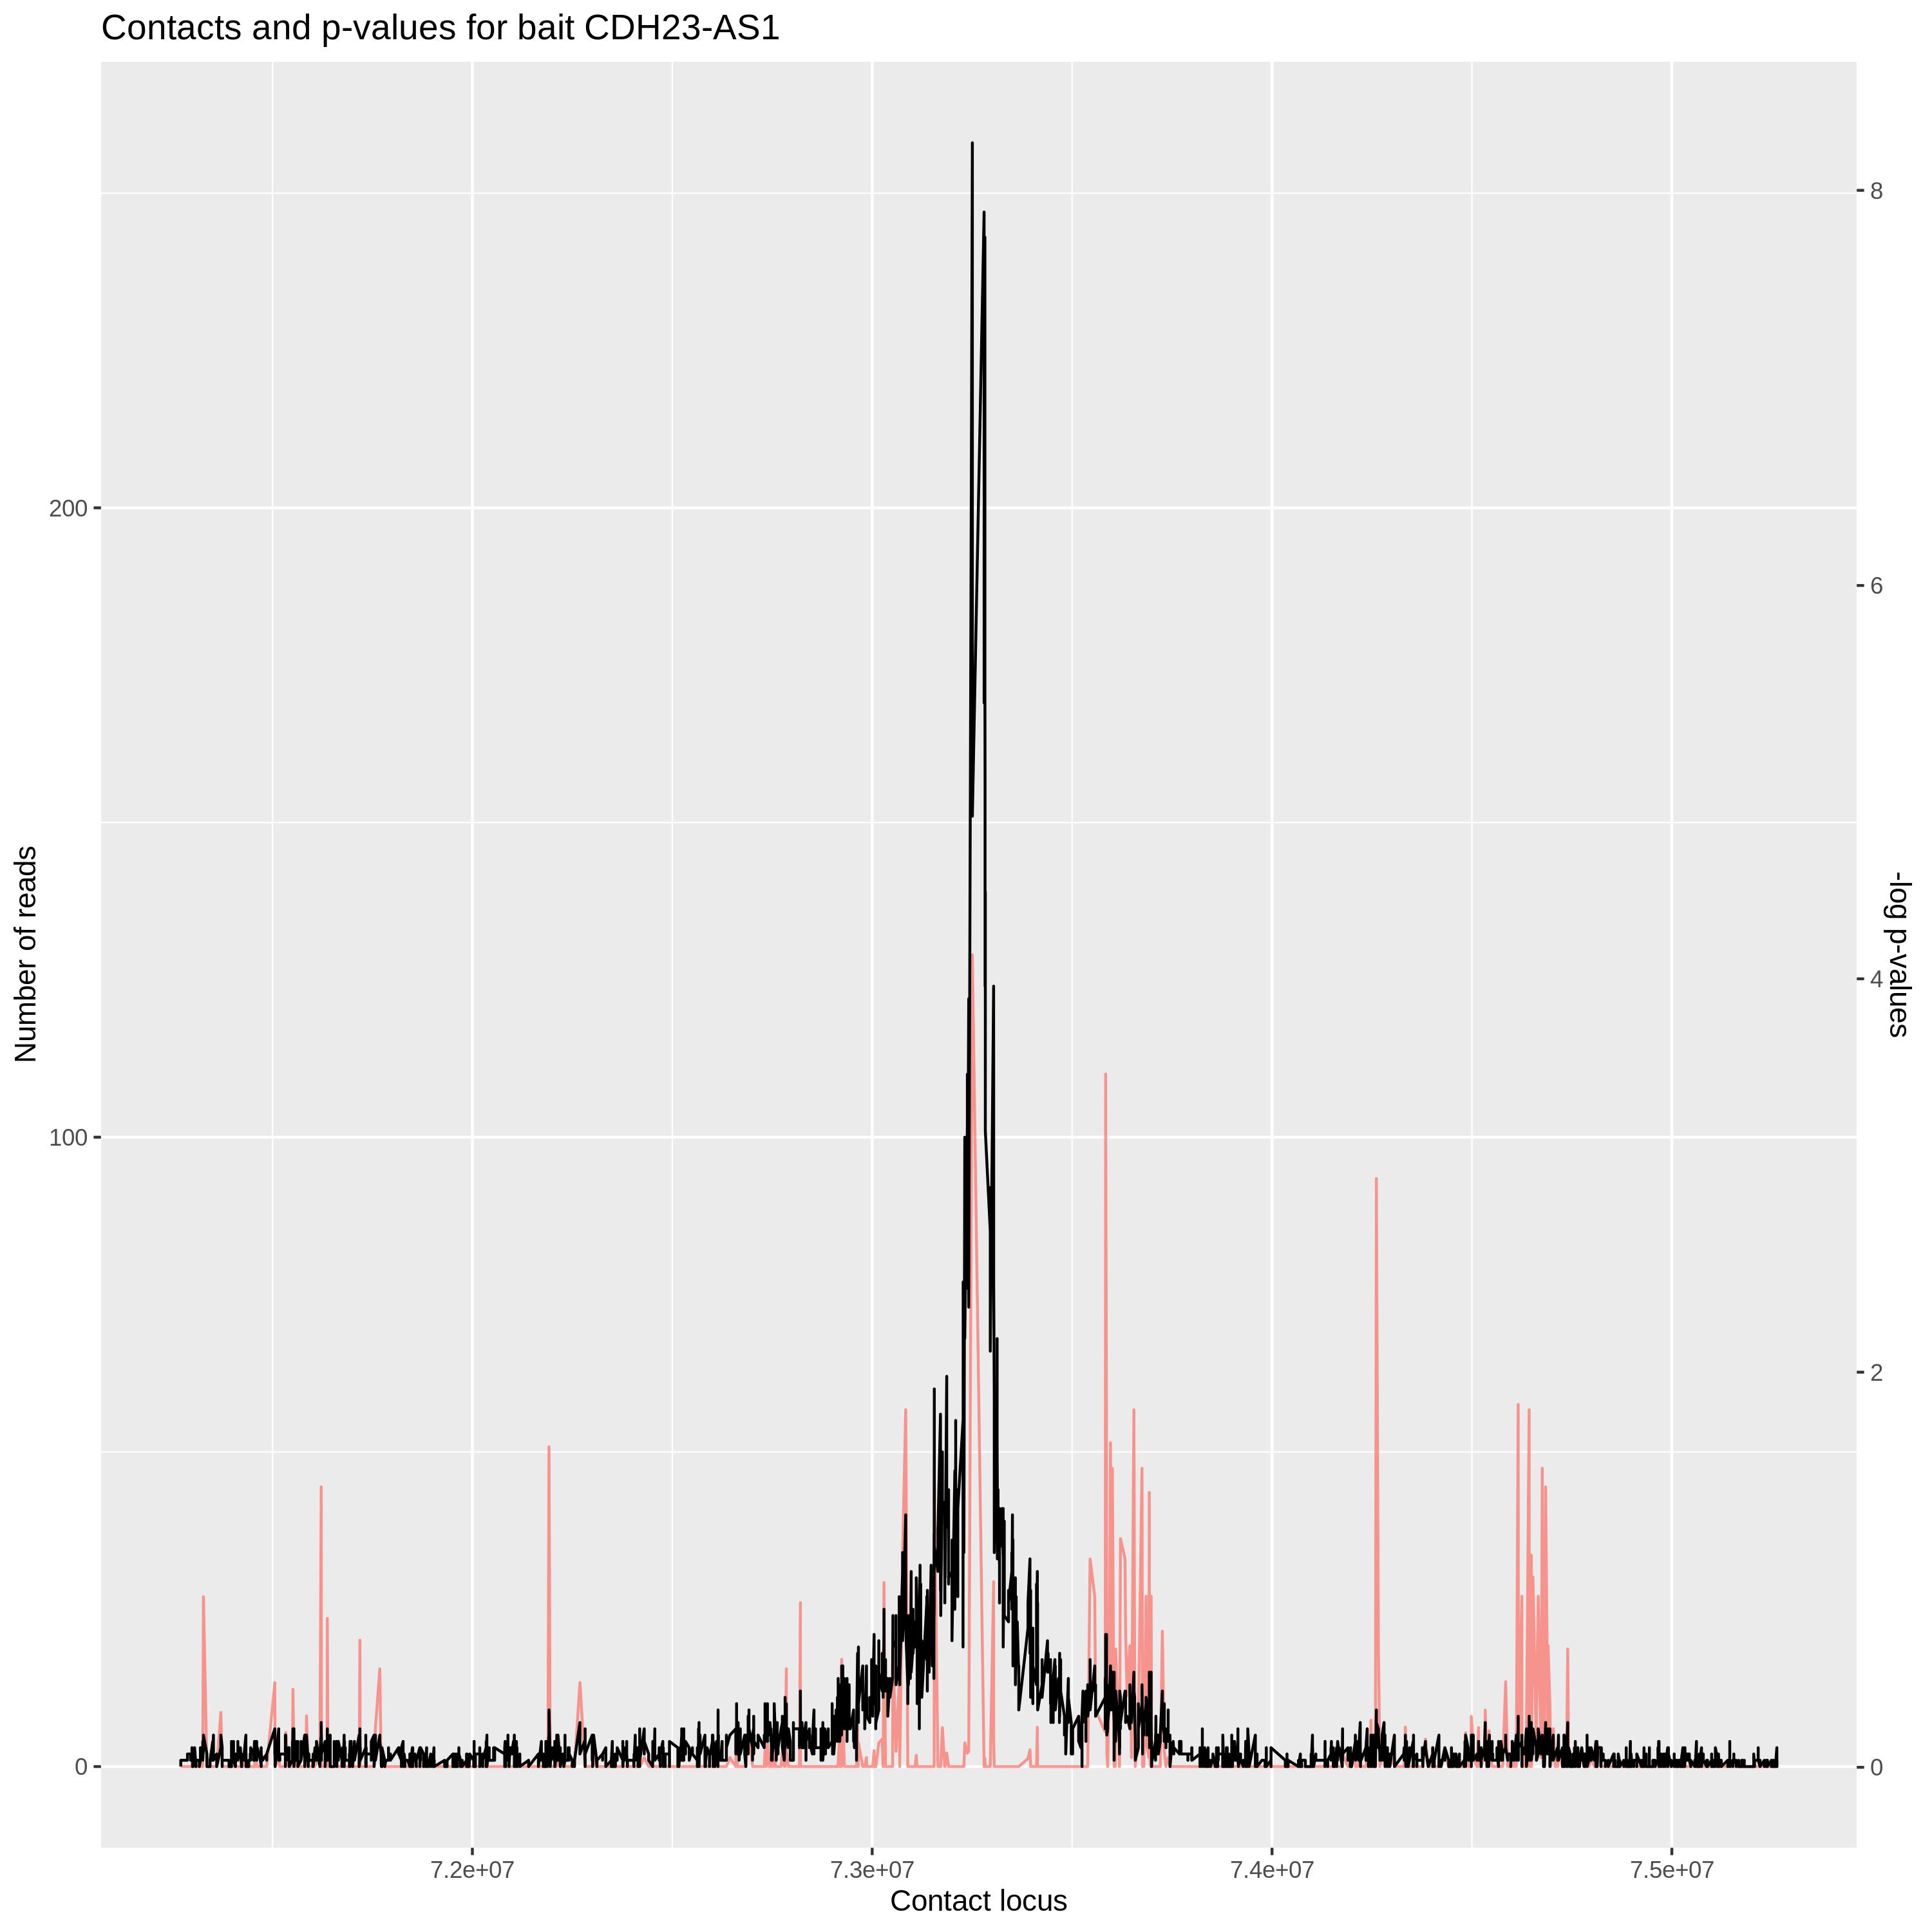 Contacts and p-values for bait CDH23-AS1
Number of reads
200
100
0
8
6
4
2
0
-log p-values
7.2e+07 7.3e+07 7.4e+07 7.5e+07
Contact locus